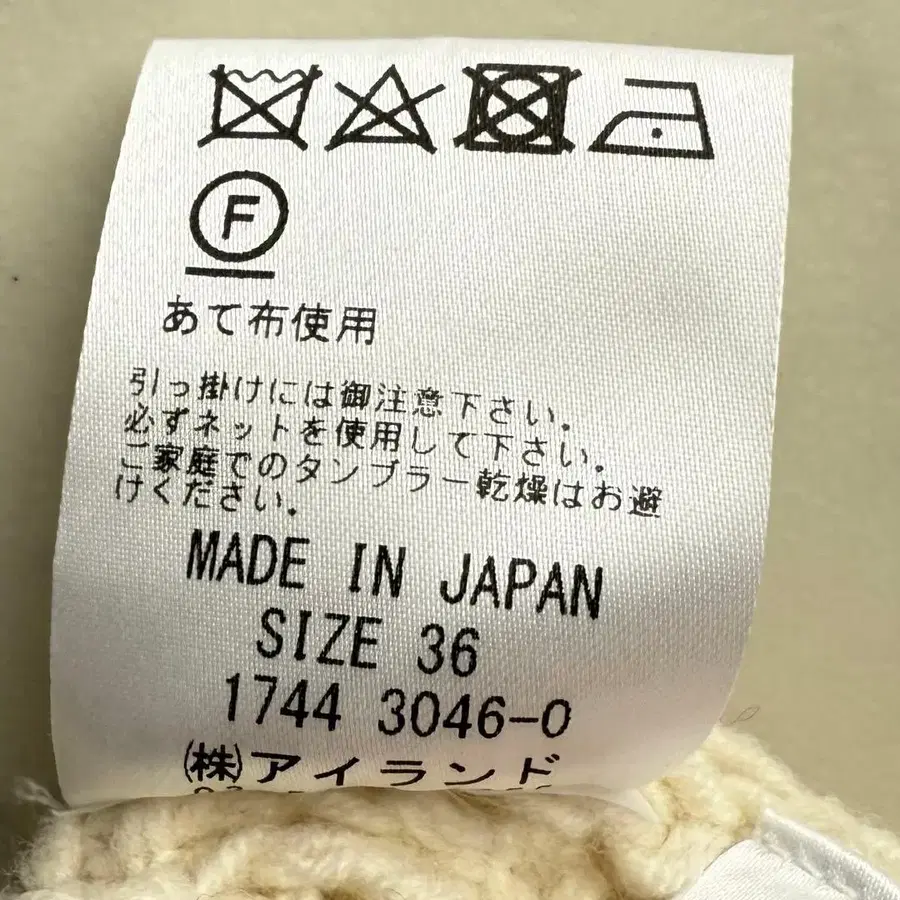 F
あて布使用
引っ掛けには御注意下さい.
必ずネットを使用して下さい.
ご家庭でのタンブラー乾燥はお避
けください.
MADE IN JAPAN
SIZE 36
1744 3046-0
(株)アイランド